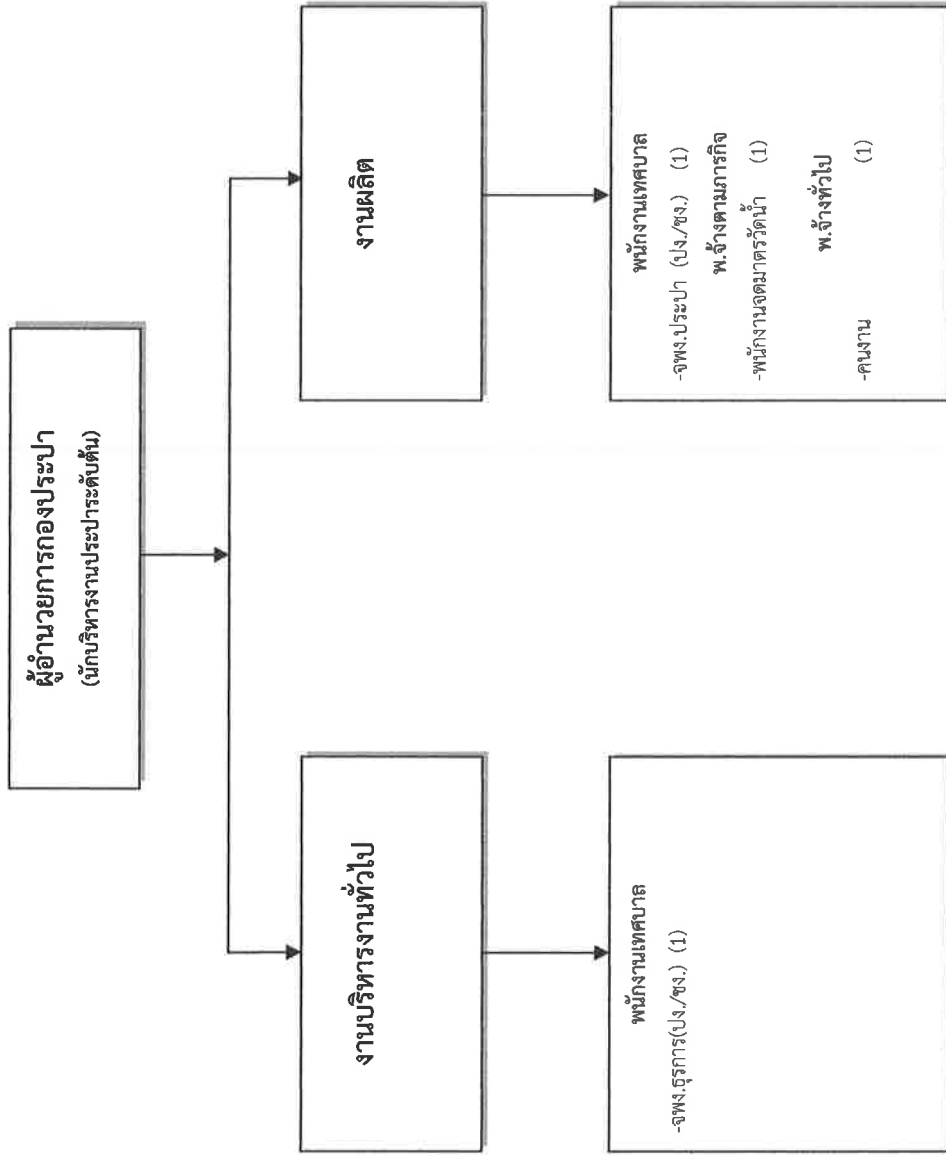 ผู้อำนวยการกองประปา
(นักบริหารงานประปาระดับต้น)
งานบริหารงานทั่วไป
งานผลิต
พนักงานเทศบาล
-จพง.ธุรการ(ปง./ชง.) (1)
พนักงานเทศบาล
-จพง.ประปา (ปง./ชง.) (1)
พ.จ้างตามภารกิจ
-พนักงานจดมาตรวัดน้ำ (1)
พ.จ้างทั่วไป
-คนงาน (1)